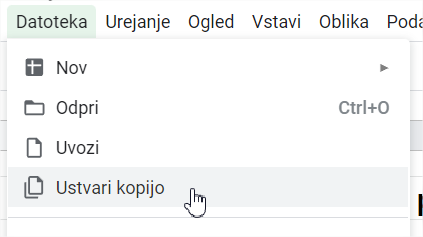 Datoteka Urejanje Ogled Vstavi Oblika
Nov
Odpri Ctrl+O
Uvozi
Ustvari kopijo